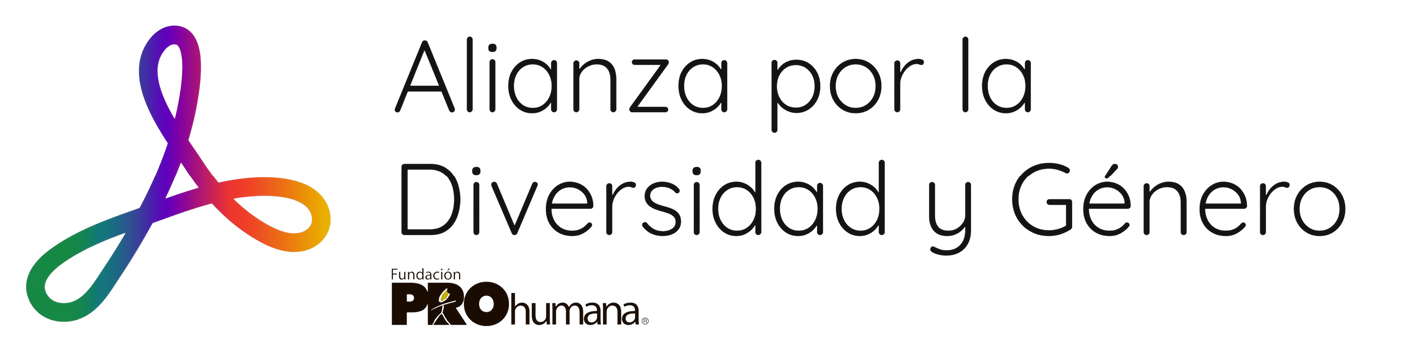 Alianza por la
Diversidad y Género
Fundación
PROhumana®